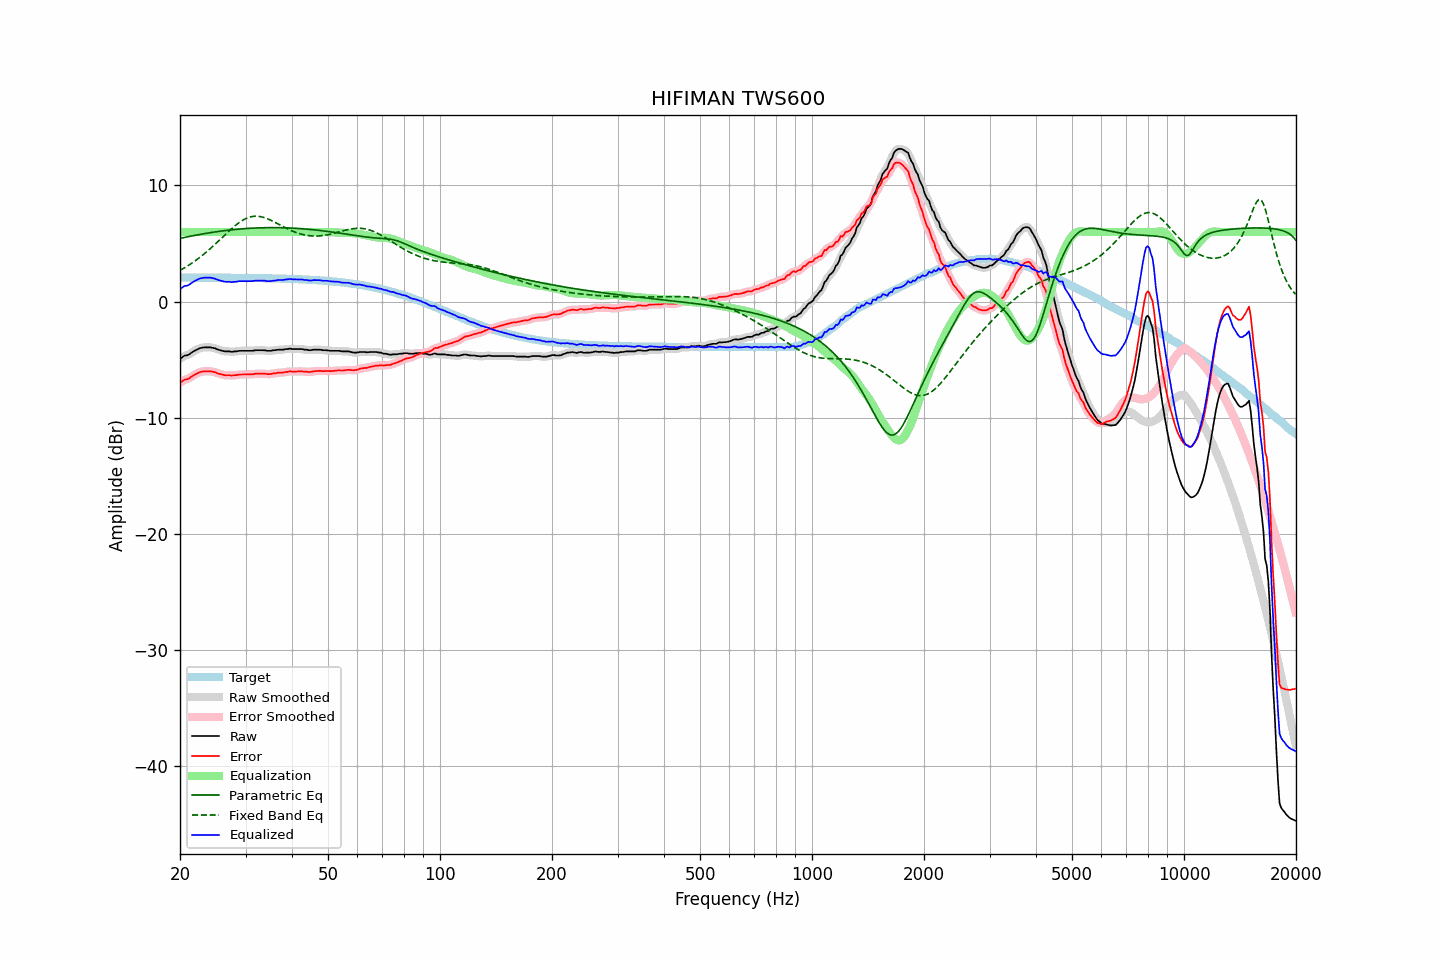 HIFIMAN TWS600
Amplitude (dBr)
10
0
−10
−20
−30
−40
Target
Raw Smoothed
Error Smoothed
Raw
Error
Equalization
Parametric Eq
Fixed Band Eq
Equalized
20 50 100 200 500 1000 2000 5000 10000 20000
Frequency (Hz)